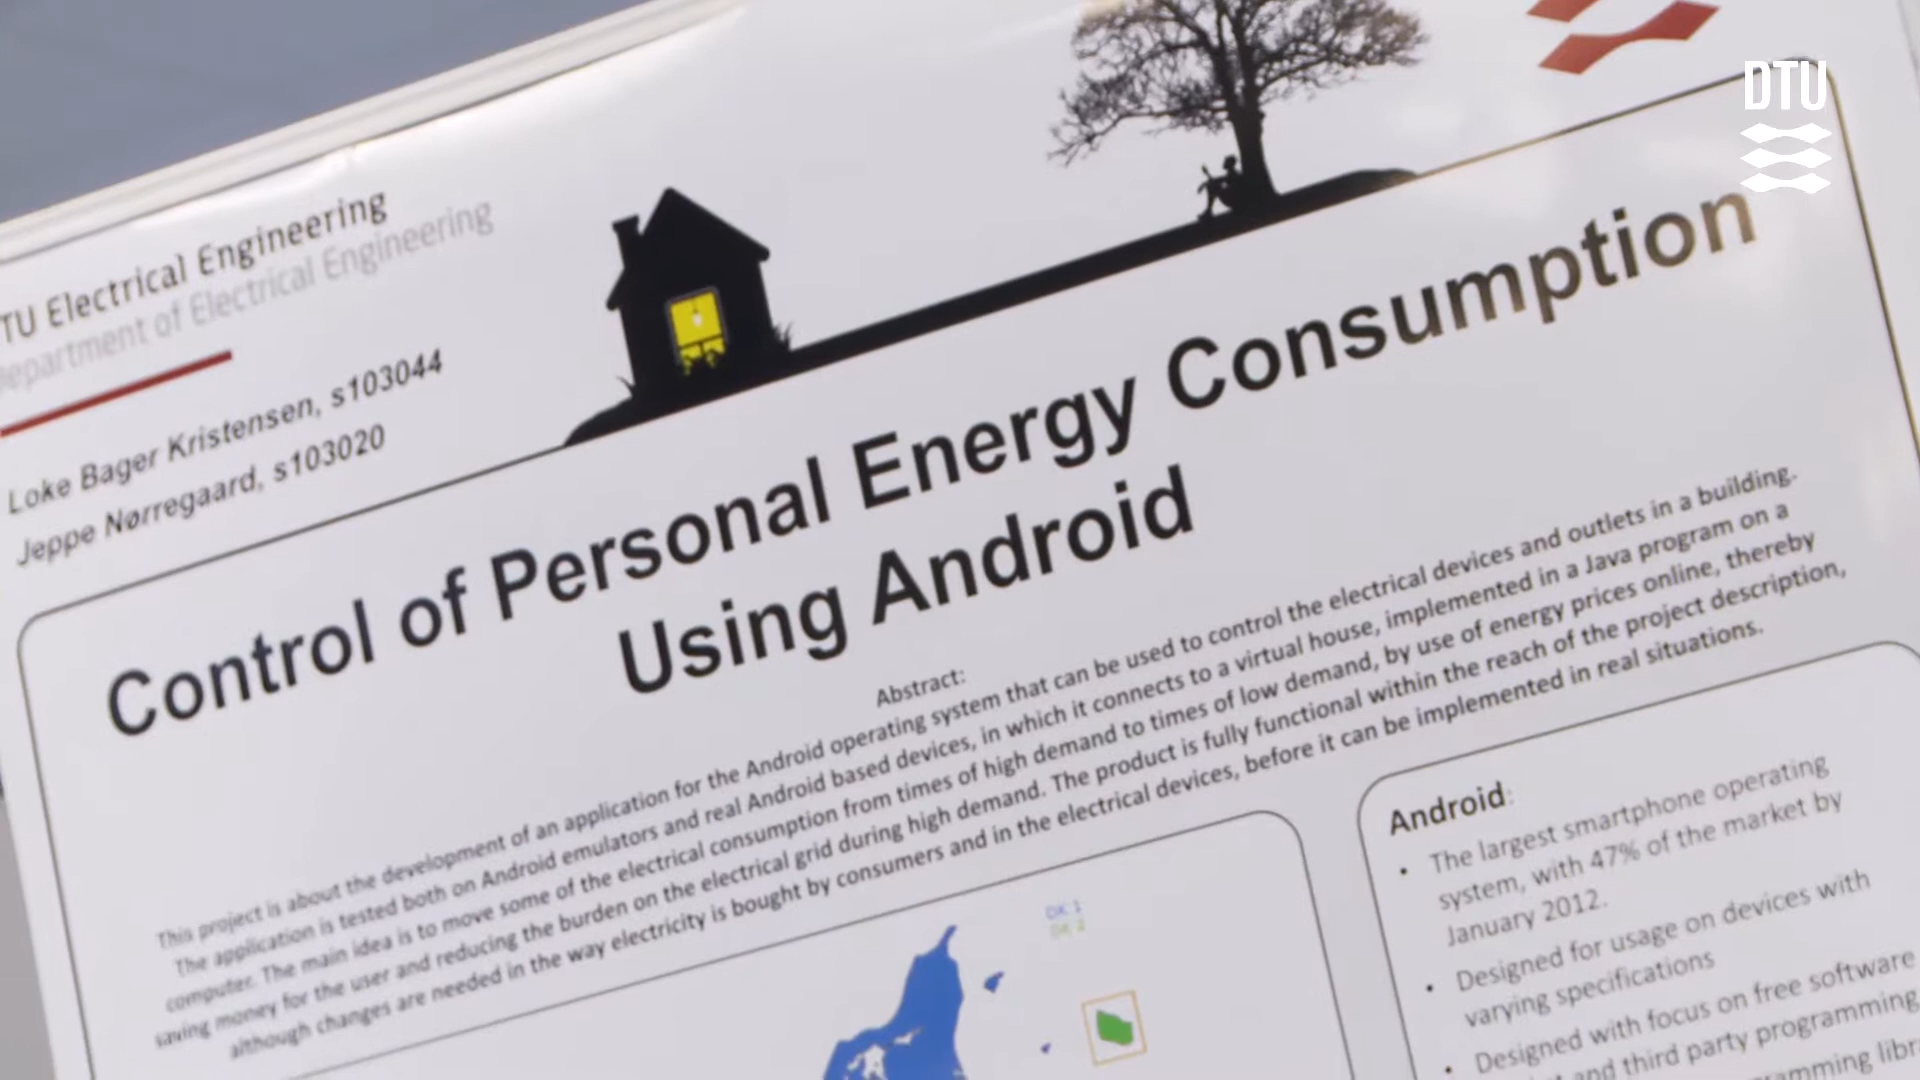 DTU
TU Electrical Engineering
epartment of Electrical Engineering
Loke Bager Kristensen, s103044
Jeppe Nørregaard, s103020
Control of Personal Energy Consumption
Using Android
Abstract:
This project is about the development of an application for the Android operating system that can be used to control the electrical devices and outlets in a building.
The application is tested both on Android emulators and real Android based devices, in which it connects to a virtual house, implemented in a Java program on a
computer. The main idea is to move some of the electrical consumption from times of high demand to times of low demand, by use of energy prices online, thereby
saving money for the user and reducing the burden on the electrical grid during high demand. The product is fully functional within the reach of the project description,
although changes are needed in the way electricity is bought by consumers and in the electrical devices, before it can be implemented in real situations.
DK 1
DK 2
Android:
• The largest smartphone operating
system, with 47% of the market by
January 2012.
• Designed for usage on devices with
varying specifications
• Designed with focus on free software
and third party programming